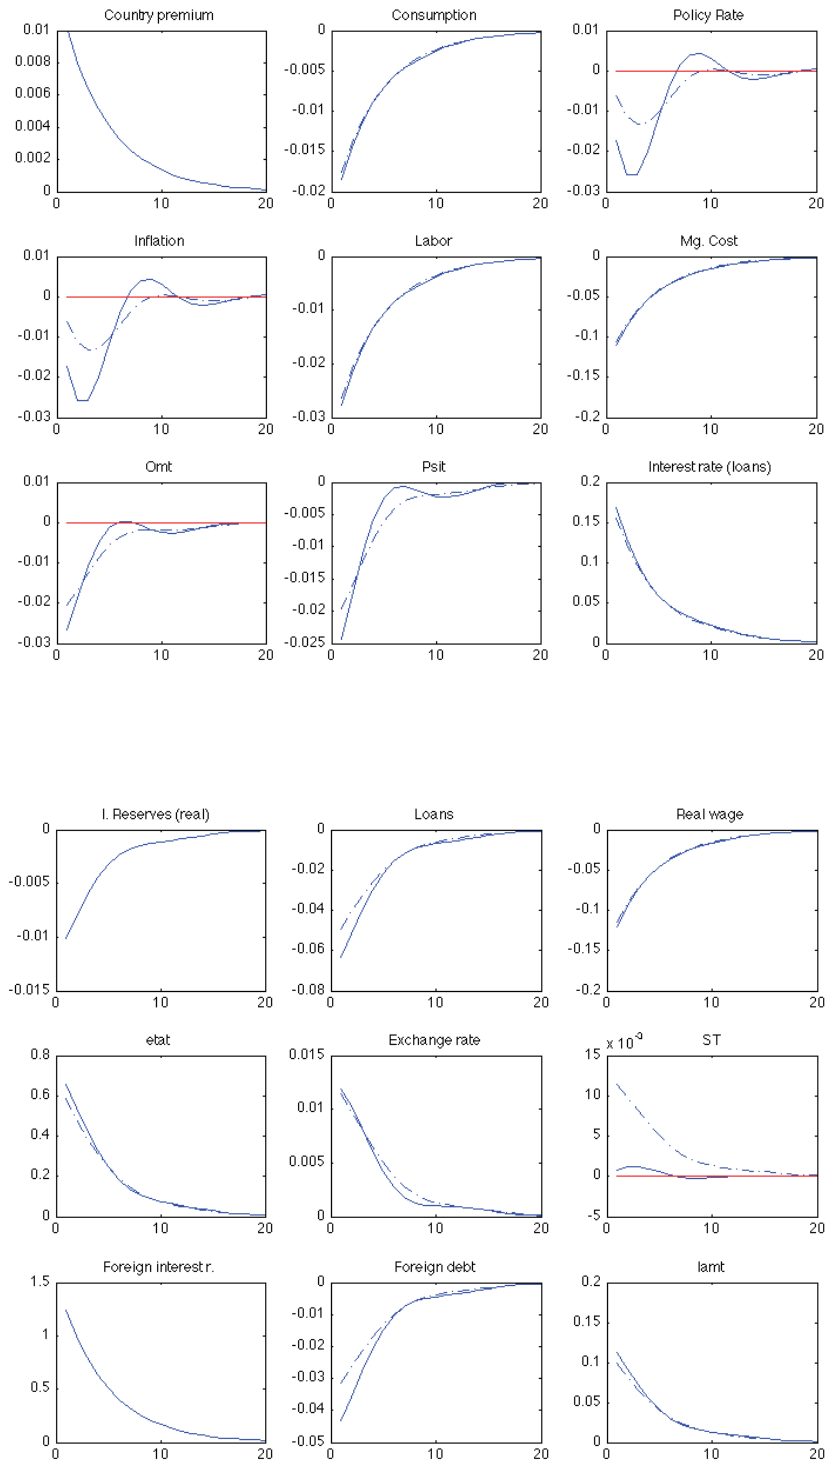 Country premium Consumption Policy Rate
0.01 0 0.01
0.008 -0.005 0
0.006 -0.01 -0.01
0.004 -0.015 -0.02
0.002 -0.02 -0.03
0
0 10 20 0 10 20 0 10 20
Inflation Labor Mg. Cost
0.01 0 0
0 -0.01 -0.05
-0.01 -0.02 -0.1
-0.02 -0.03 -0.15
-0.03 -0.2
0 10 20 0 10 20 0 10 20
Omt Psit Interest rate (loans)
0.01 0 0.2
0 -0.005 0.15
-0.01 -0.01 0.1
-0.02 -0.015 0.05
-0.03 -0.02 0
-0.025
0 10 20 0 10 20 0 10 20
I. Reserves (real) Loans Real wage
0 0 0
-0.005 -0.02 -0.05
-0.01 -0.04 -0.1
-0.015 -0.06 -0.15
-0.08 -0.2
0 10 20 0 10 20 0 10 20
etat Exchange rate x 10⁻³ ST
0.8 0.015 15
0.6 0.01 10
0.4 0.005 5
0.2 0 0
0 -5
0 10 20 0 10 20 0 10 20
Foreign interest r. Foreign debt lamt
1.5 0 0.2
1 -0.01 0.15
0.5 -0.02 0.1
0 -0.03 0.05
-0.04 0
-0.05
0 10 20 0 10 20 0 10 20